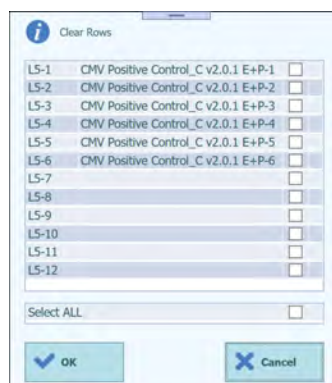 Clear Rows
L5-1 CMV Positive Control_C v2.0.1 E+P-1
L5-2 CMV Positive Control_C v2.0.1 E+P-2
L5-3 CMV Positive Control_C v2.0.1 E+P-3
L5-4 CMV Positive Control_C v2.0.1 E+P-4
L5-5 CMV Positive Control_C v2.0.1 E+P-5
L5-6 CMV Positive Control_C v2.0.1 E+P-6
L5-7
L5-8
L5-9
L5-10
L5-11
L5-12
Select ALL
OK Cancel